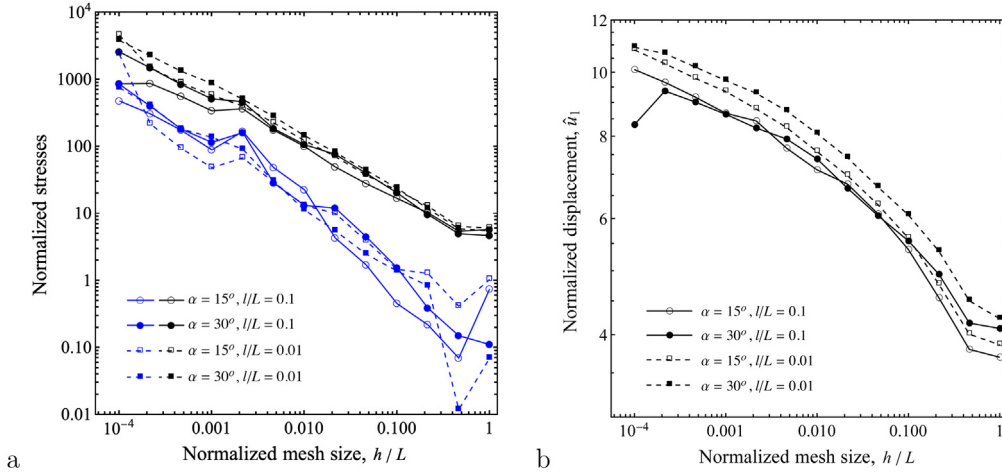 a
Normalized stresses
10⁴
1000
100
10
1
0.10
0.01
10⁻⁴
0.001
0.010
0.100
1
Normalized mesh size, h / L
α = 15°, l/L = 0.1
α = 30°, l/L = 0.1
α = 15°, l/L = 0.01
α = 30°, l/L = 0.01
b
Normalized displacement, û₁
12
10
8
6
4
10⁻⁴
0.001
0.010
0.100
1
Normalized mesh size, h / L
α = 15°, l/L = 0.1
α = 30°, l/L = 0.1
α = 15°, l/L = 0.01
α = 30°, l/L = 0.01